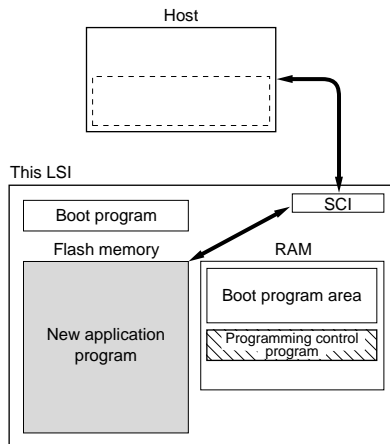 Host
This LSI
SCI
Boot program
Flash memory
RAM
New application
program
Boot program area
Programming control
program